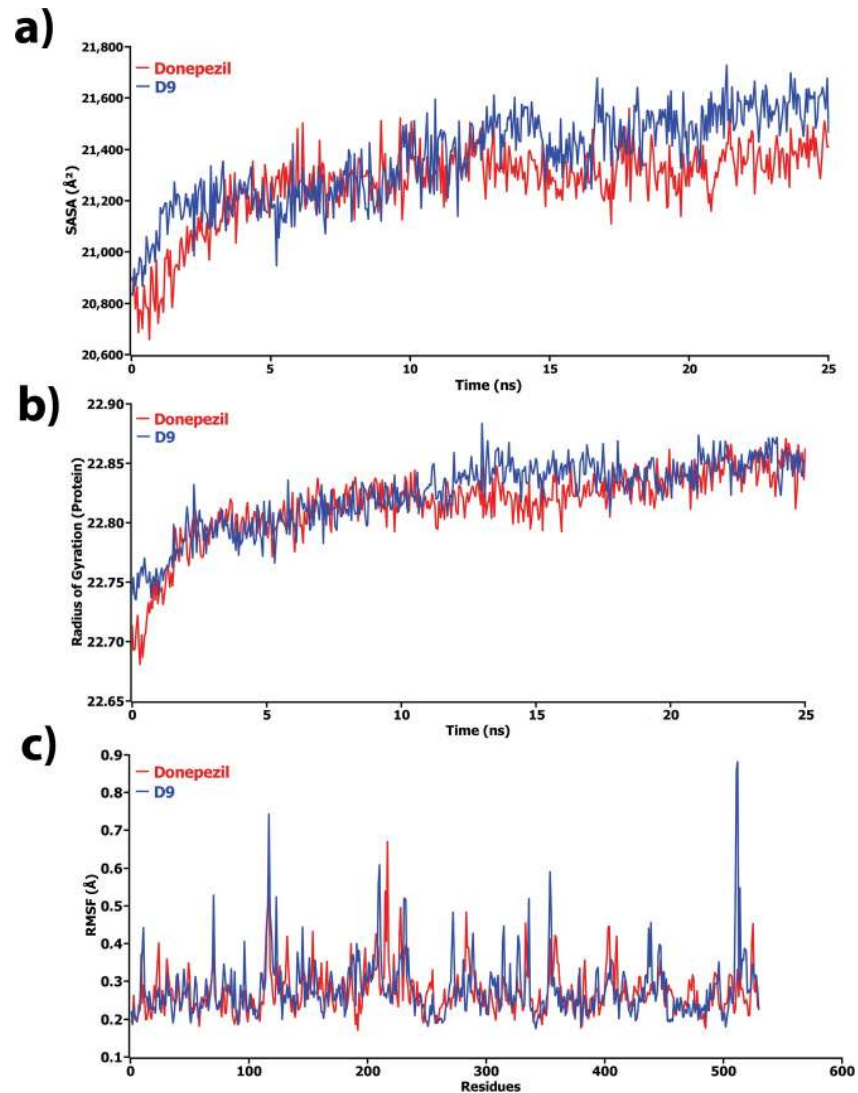 a)
21,800
Donepezil
D9
21,600
21,400
SASA (Å²)
21,200
21,000
20,800
20,600
0 5 10 15 20 25
Time (ns)
b)
22.90
Donepezil
D9
22.85
22.80
Radius of Gyration (Protein)
22.75
22.70
22.65
0 5 10 15 20 25
Time (ns)
c)
0.9
Donepezil
D9
0.8
0.7
0.6
RMSF (Å)
0.5
0.4
0.3
0.2
0.1
0 100 200 300 400 500 600
Residues